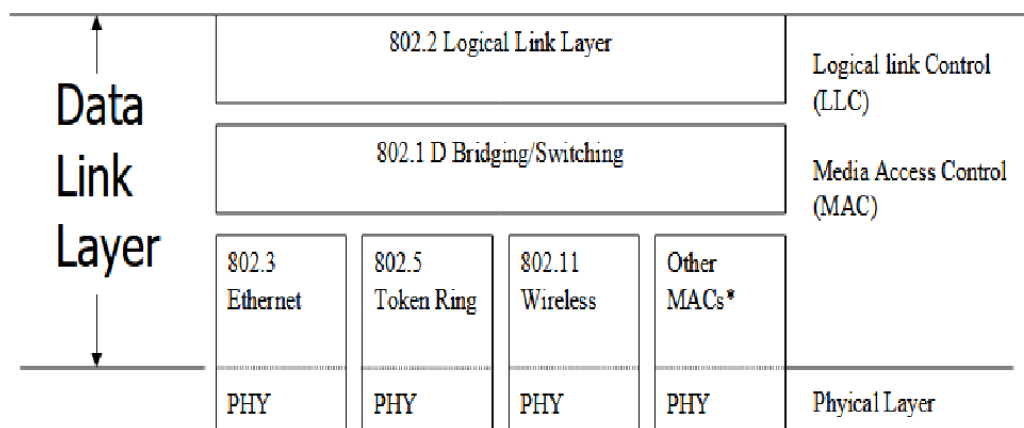 Data
Link
Layer
802.2 Logical Link Layer
Logical link Control
(LLC)
802.1 D Bridging/Switching
Media Access Control
(MAC)
802.3
Ethernet
802.5
Token Ring
802.11
Wireless
Other
MACs*
PHY
PHY
PHY
PHY
Phyical Layer